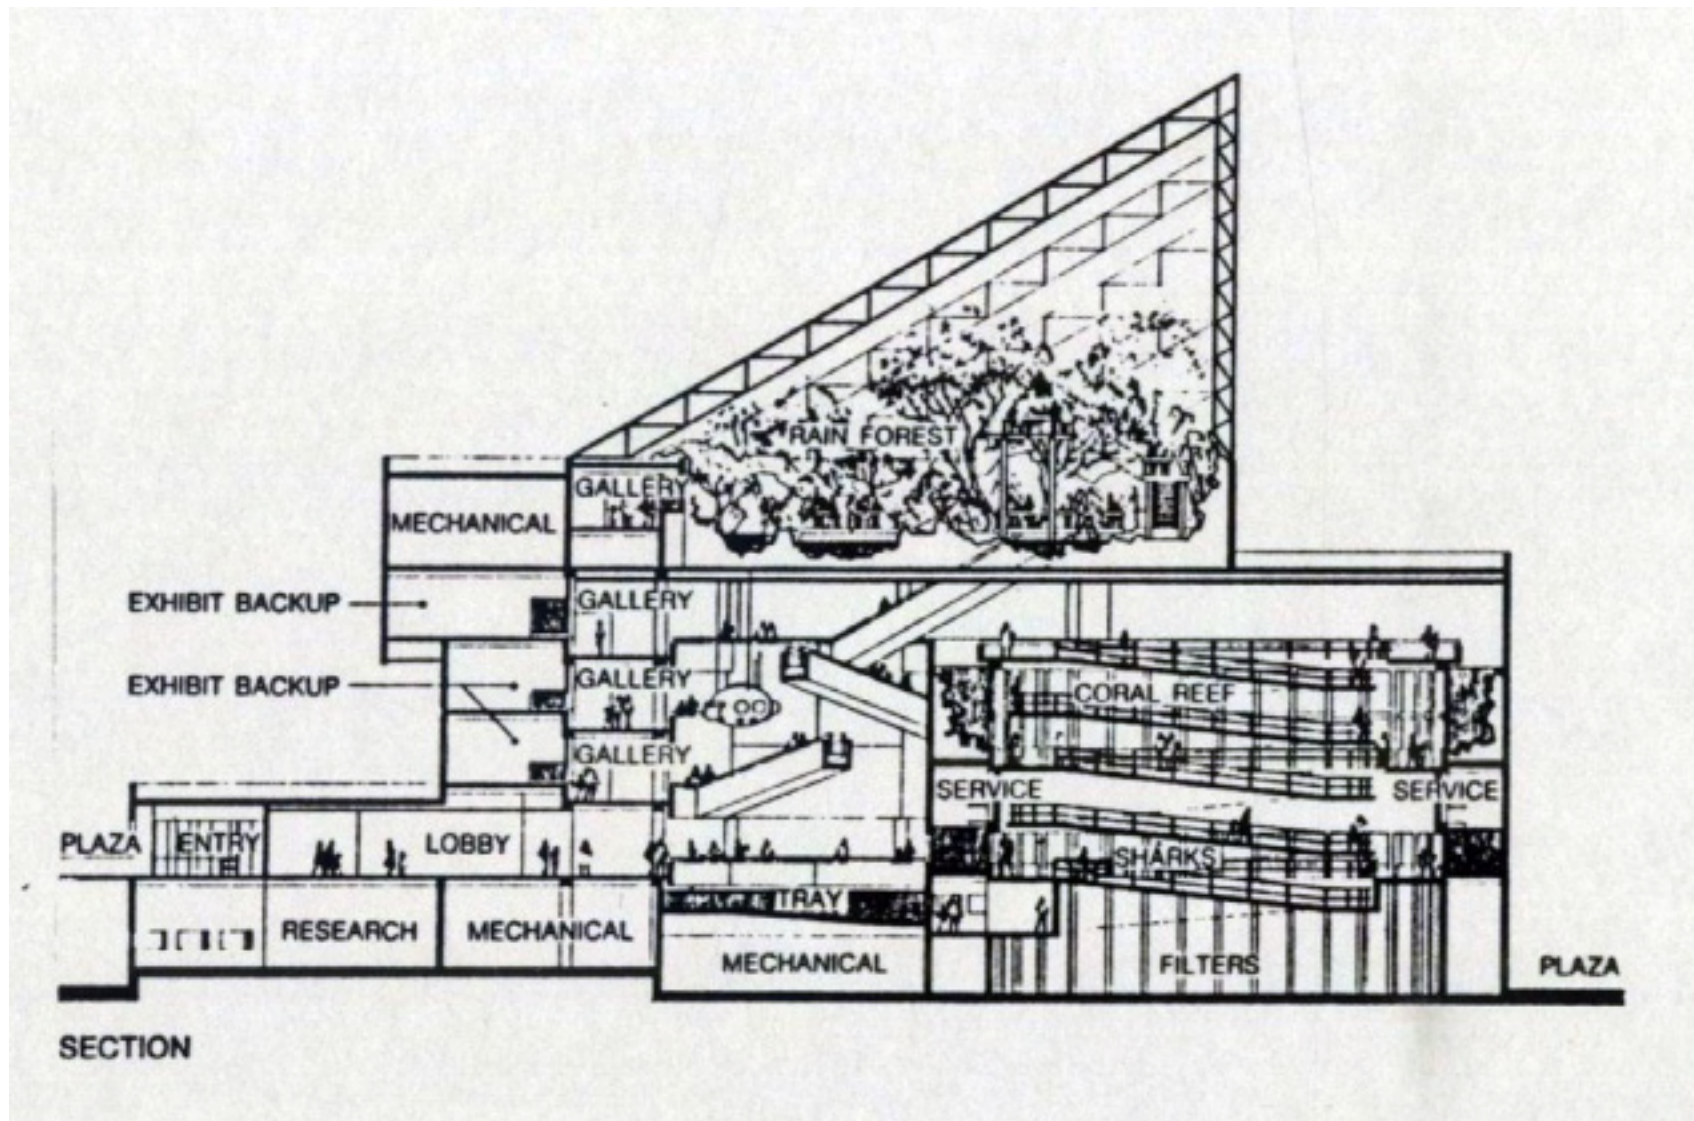 RAIN FOREST
GALLERY
MECHANICAL
EXHIBIT BACKUP
GALLERY
EXHIBIT BACKUP
GALLERY
CORAL REEF
GALLERY
SERVICE
SERVICE
PLAZA
ENTRY
LOBBY
SHARKS
TRAY
RESEARCH
MECHANICAL
MECHANICAL
FILTERS
PLAZA
SECTION